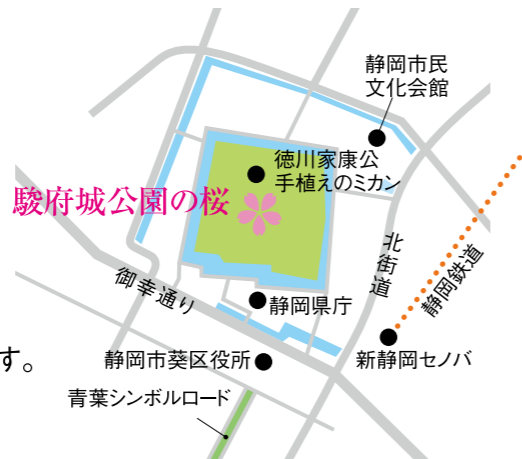 静岡市民
文化会館
徳川家康公
手植えのミカン
駿府城公園の桜
北街道
静岡鉄道
御幸通り
静岡県庁
す。
静岡市葵区役所
新静岡セノバ
青葉シンボルロード